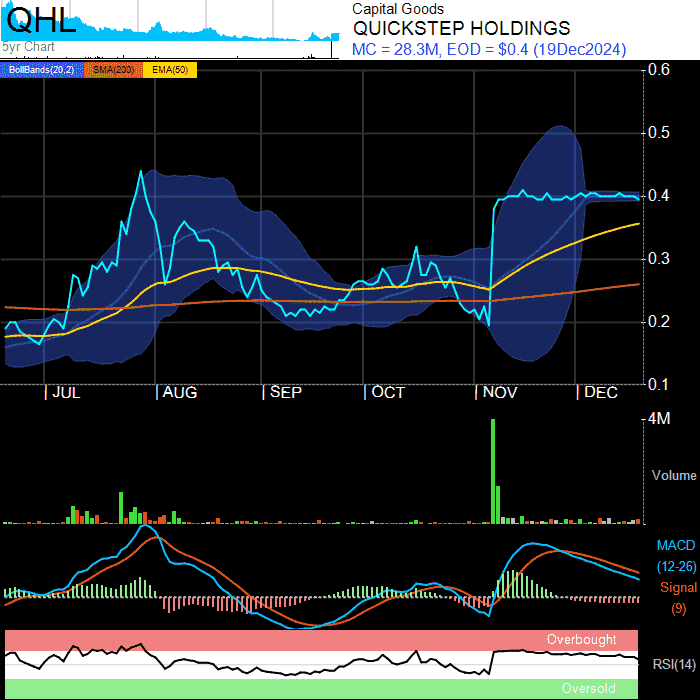 QHL
5yr Chart
Capital Goods
QUICKSTEP HOLDINGS
MC = 28.3M, EOD = $0.4 (19Dec2024)
BollBands(20,2) SMA(200) EMA(50)
0.6
0.5
0.4
0.3
0.2
0.1
JUL AUG SEP OCT NOV DEC
4M
Volume
MACD
(12-26)
Signal
(9)
Overbought
RSI(14)
Oversold